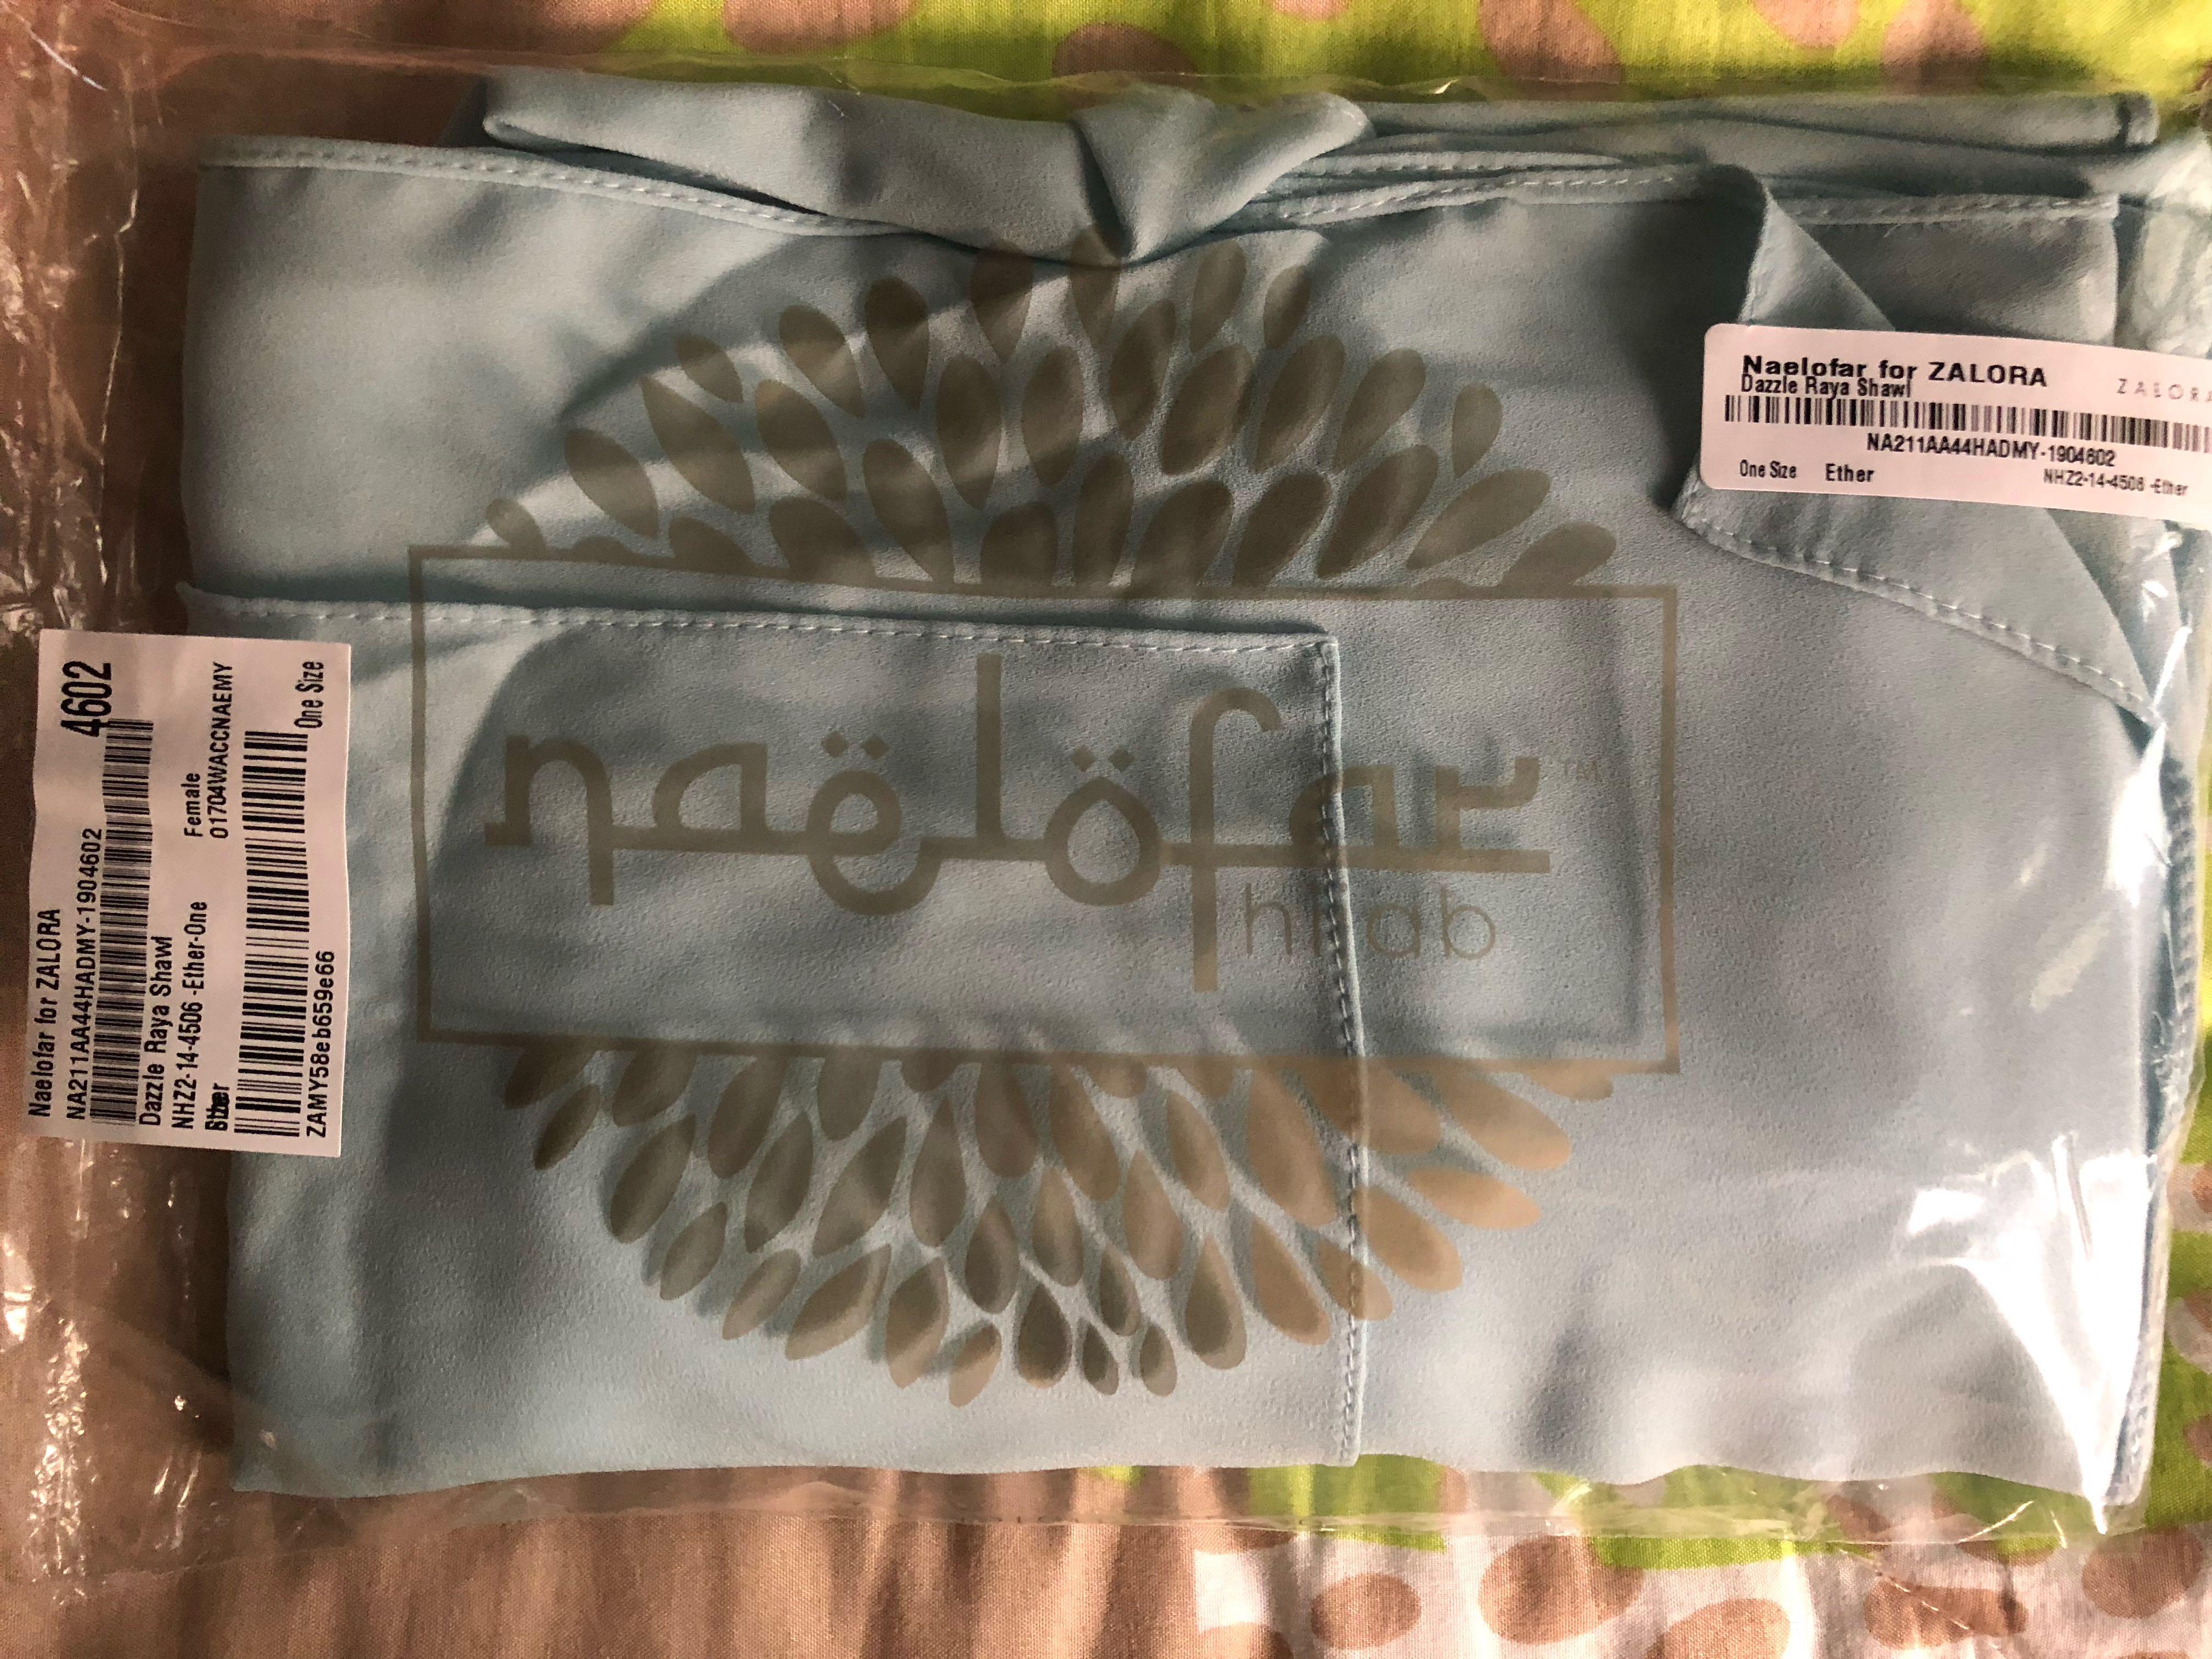 Naelofar for ZALORA
ZALORA
Dazzle Raya Shawl
NA211AA44HADMY-1904602
One Size Ether
NHZ2-14-4506 -Ether
naëlöfar™
hijab
Naelofar for ZALORA
4602
NA211AA44HADMY-1904602
Dazzle Raya Shawl
Female
NHZ2-14-4506 -Ether-One
01704WACCNAEMY
One Size
ZAMY58eb659e66